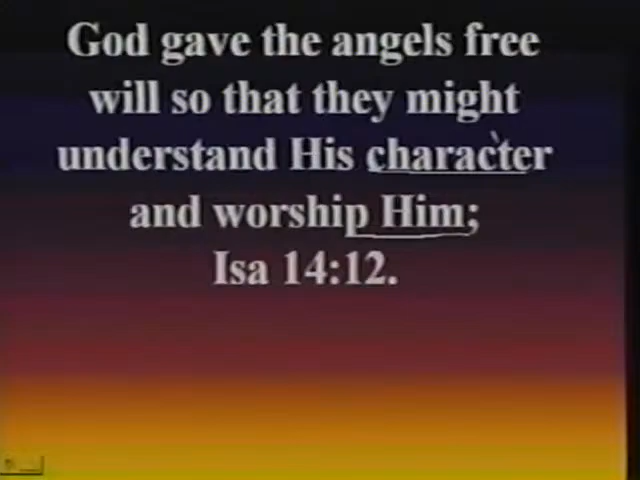 God gave the angels free
will so that they might
understand His character
and worship Him;
Isa 14:12.